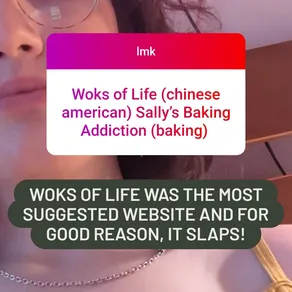 lmk
Woks of Life (chinese
american) Sally's Baking
Addiction (baking)
WOKS OF LIFE WAS THE MOST
SUGGESTED WEBSITE AND FOR
GOOD REASON, IT SLAPS!